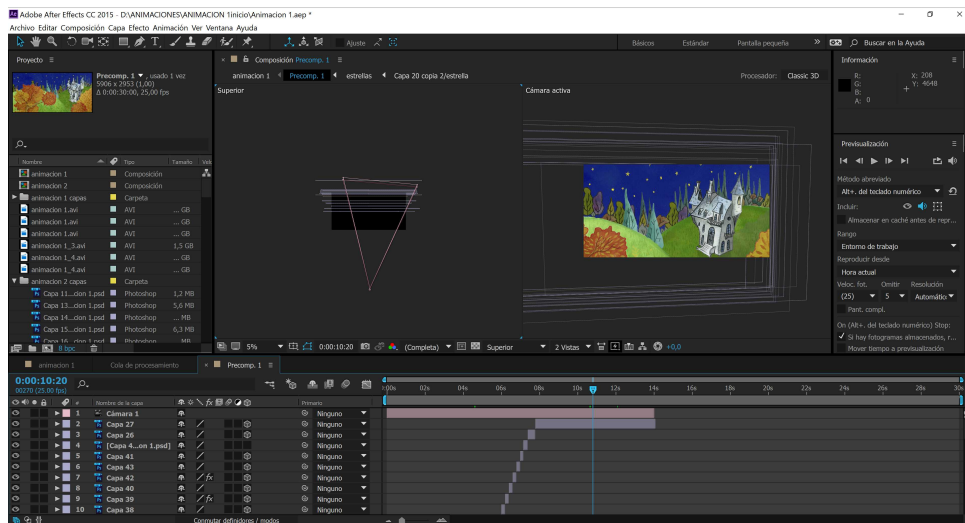 Adobe After Effects CC 2015 - D:\ANIMACIONES\ANIMACION 1inicio\Animacion 1.aep *
Archivo Editar Composición Capa Efecto Animación Ver Ventana Ayuda
Ajuste
Básicos Estándar Pantalla pequeña » Buscar en la Ayuda
Proyecto
Precomp. 1 ▼, usado 1 vez
5906 x 2953 (1,00)
Δ 0:00:30:00, 25,00 fps
Nombre Tipo Tamaño Vel
animacion 1 Composición
animacion 2 Composición
animacion 1 capas Carpeta
animacion 1.avi AVI ... GB
animacion 1.avi AVI ... GB
animacion 1.avi AVI ... GB
animacion 1_3.avi AVI 1,5 GB
animacion 1_4.avi AVI ... GB
animacion 1_4.avi AVI ... GB
animacion 2 capas Carpeta
Capa 11...cion 1.psd Photoshop 1,2 MB
Capa 13...cion 1.psd Photoshop 5,6 MB
Capa 14...cion 1.psd Photoshop ... MB
Capa 15...cion 1.psd Photoshop 6,3 MB
Capa 16...cion 1.psd Photoshop MB
8 bpc
Composición Precomp. 1
animacion 1 Precomp. 1 estrellas Capa 20 copia 2/estrella
Procesador: Classic 3D
Superior
Cámara activa
5% 0:00:10:20 (Completa) Superior 2 Vistas +0,0
Información
R: X: 208
G: Y: 4648
B:
A: 0
Previsualización
Método abreviado
Alt+. del teclado numérico
Incluir:
Almacenar en caché antes de repr...
Rango
Entorno de trabajo
Reproducir desde
Hora actual
Veloc. fot. Omitir Resolución
(25) 5 Automátic
Pant. compl.
On (Alt+. del teclado numérico) Stop:
Si hay fotogramas almacenados, r...
Mover tiempo a previsualización
animacion 1 Cola de procesamiento Precomp. 1
0:00:10:20
00270 (25.00 fps)
:00s 02s 04s 06s 08s 10s 12s 14s 16s 18s 20s 22s 24s 26s 28s 30s
# Nombre de la capa fx Primario
1 Cámara 1 Ninguno
2 Capa 27 Ninguno
3 Capa 26 Ninguno
4 [Capa 4...on 1.psd] Ninguno
5 Capa 41 Ninguno
6 Capa 43 Ninguno
7 Capa 42 fx Ninguno
8 Capa 40 Ninguno
9 Capa 39 fx Ninguno
10 Capa 38 Ninguno
Conmutar definidores / modos